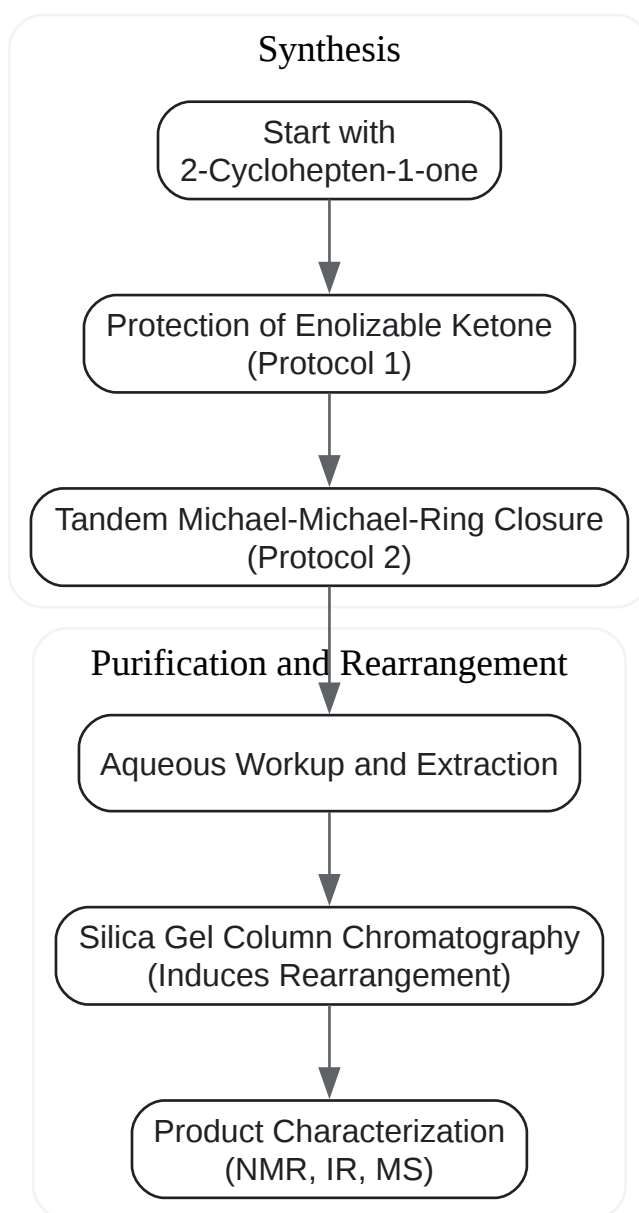 Synthesis
Start with
2-Cyclohepten-1-one
Protection of Enolizable Ketone
(Protocol 1)
Tandem Michael-Michael-Ring Closure
(Protocol 2)
Purification and Rearrangement
Aqueous Workup and Extraction
Silica Gel Column Chromatography
(Induces Rearrangement)
Product Characterization
(NMR, IR, MS)